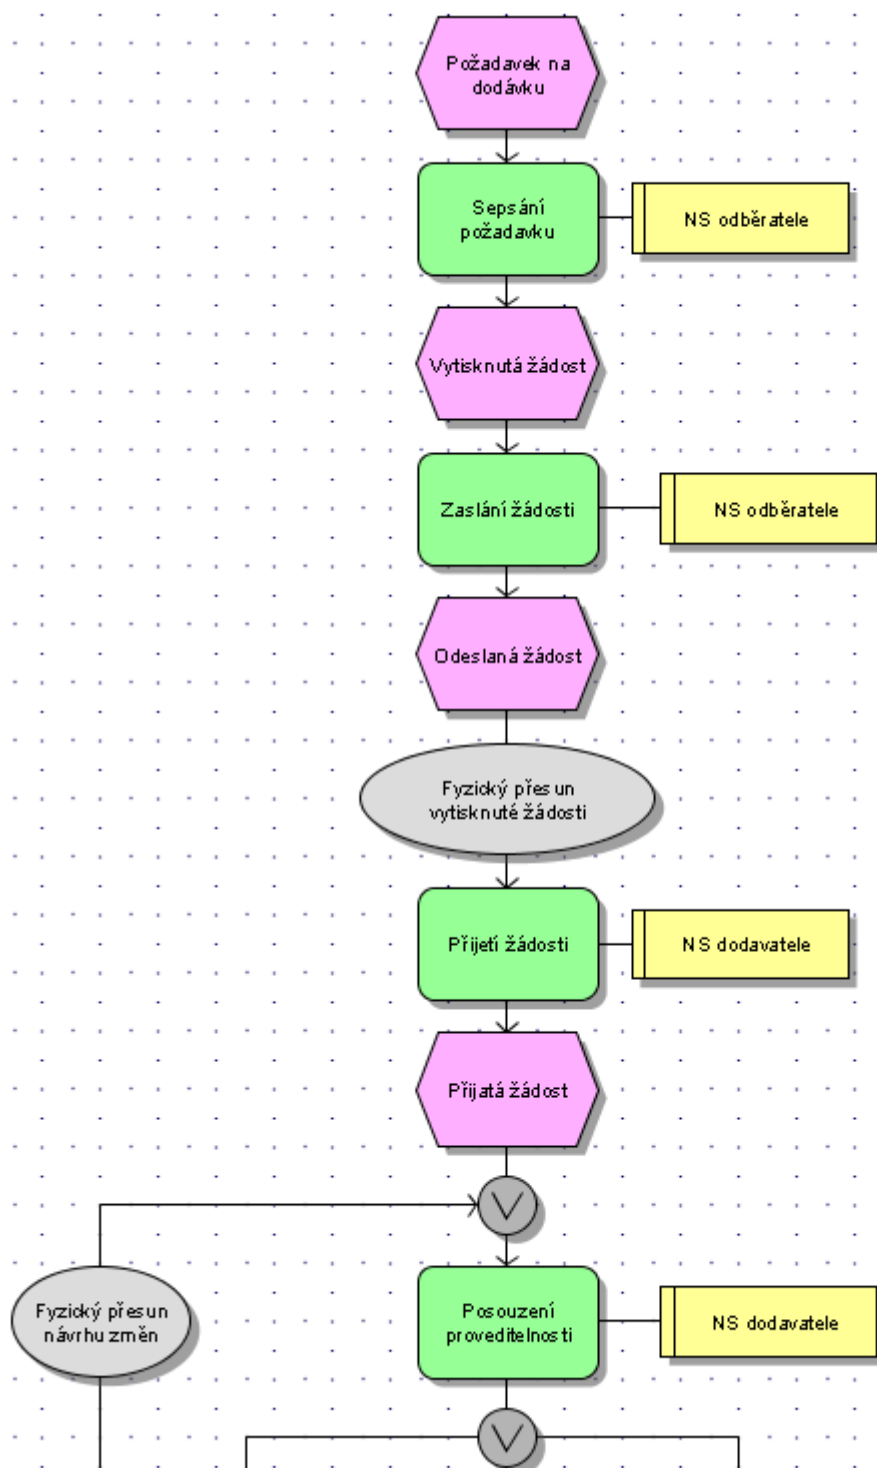 Požadavek na
dodávku
Sepsání
požadavku
NS odběratele
Vytisknutá žádost
Zaslání žádosti
NS odběratele
Odeslaná žádost
Fyzický přesun
vytisknuté žádosti
Přijetí žádosti
NS dodavatele
Přijatá žádost
Fyzický přesun
návrhu změn
Posouzení
proveditelnosti
NS dodavatele